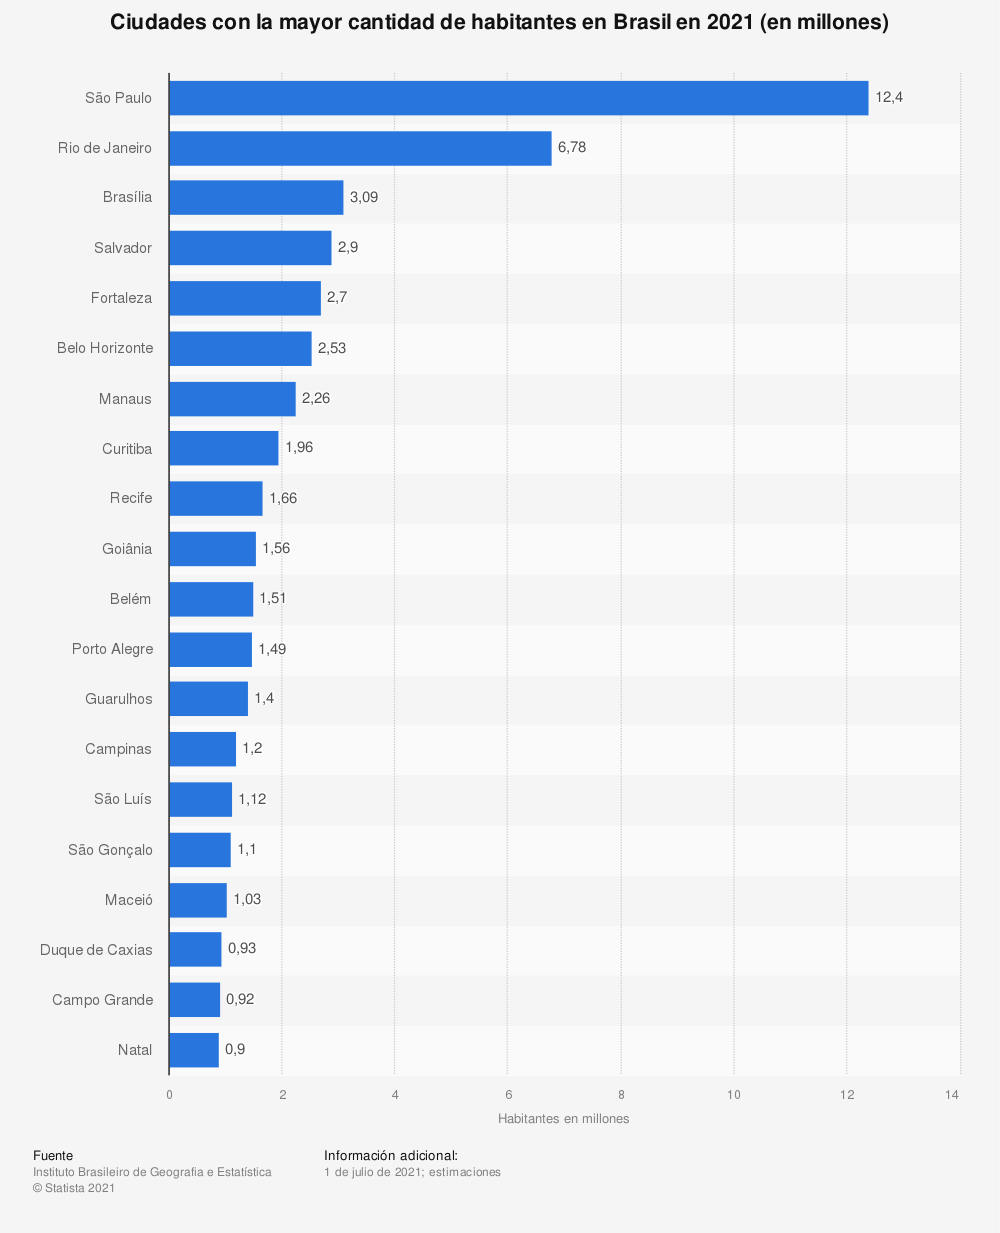 Ciudades con la mayor cantidad de habitantes en Brasil en 2021 (en millones)
São Paulo 12,4
Rio de Janeiro 6,78
Brasília 3,09
Salvador 2,9
Fortaleza 2,7
Belo Horizonte 2,53
Manaus 2,26
Curitiba 1,96
Recife 1,66
Goiânia 1,56
Belém 1,51
Porto Alegre 1,49
Guarulhos 1,4
Campinas 1,2
São Luís 1,12
São Gonçalo 1,1
Maceió 1,03
Duque de Caxias 0,93
Campo Grande 0,92
Natal 0,9
0 2 4 6 8 10 12 14
Habitantes en millones
Fuente
Instituto Brasileiro de Geografia e Estatística
© Statista 2021
Información adicional:
1 de julio de 2021; estimaciones